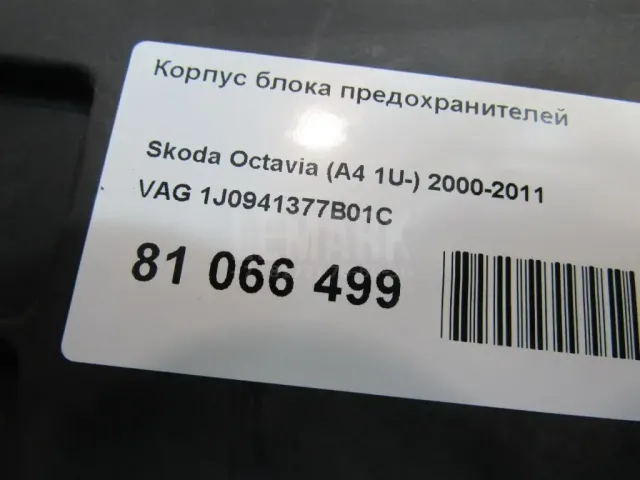 Корпус блока предохранителей
Skoda Octavia (A4 1U-) 2000-2011
VAG 1J0941377B01C
81 066 499